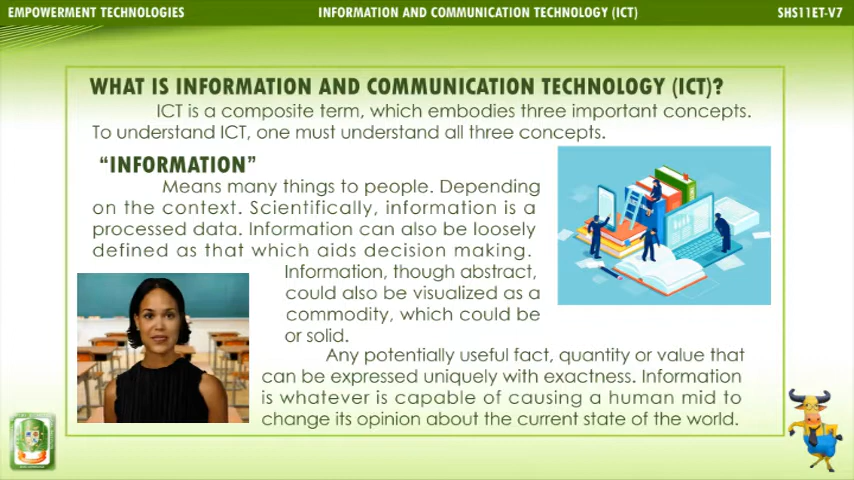 EMPOWERMENT TECHNOLOGIES
INFORMATION AND COMMUNICATION TECHNOLOGY (ICT)
SHS11ET-V7
WHAT IS INFORMATION AND COMMUNICATION TECHNOLOGY (ICT)?
ICT is a composite term, which embodies three important concepts.
To understand ICT, one must understand all three concepts.
“INFORMATION”
Means many things to people. Depending
on the context. Scientifically, information is a
processed data. Information can also be loosely
defined as that which aids decision making.
Information, though abstract,
could also be visualized as a
commodity, which could be
or solid.
Any potentially useful fact, quantity or value that
can be expressed uniquely with exactness. Information
is whatever is capable of causing a human mid to
change its opinion about the current state of the world.